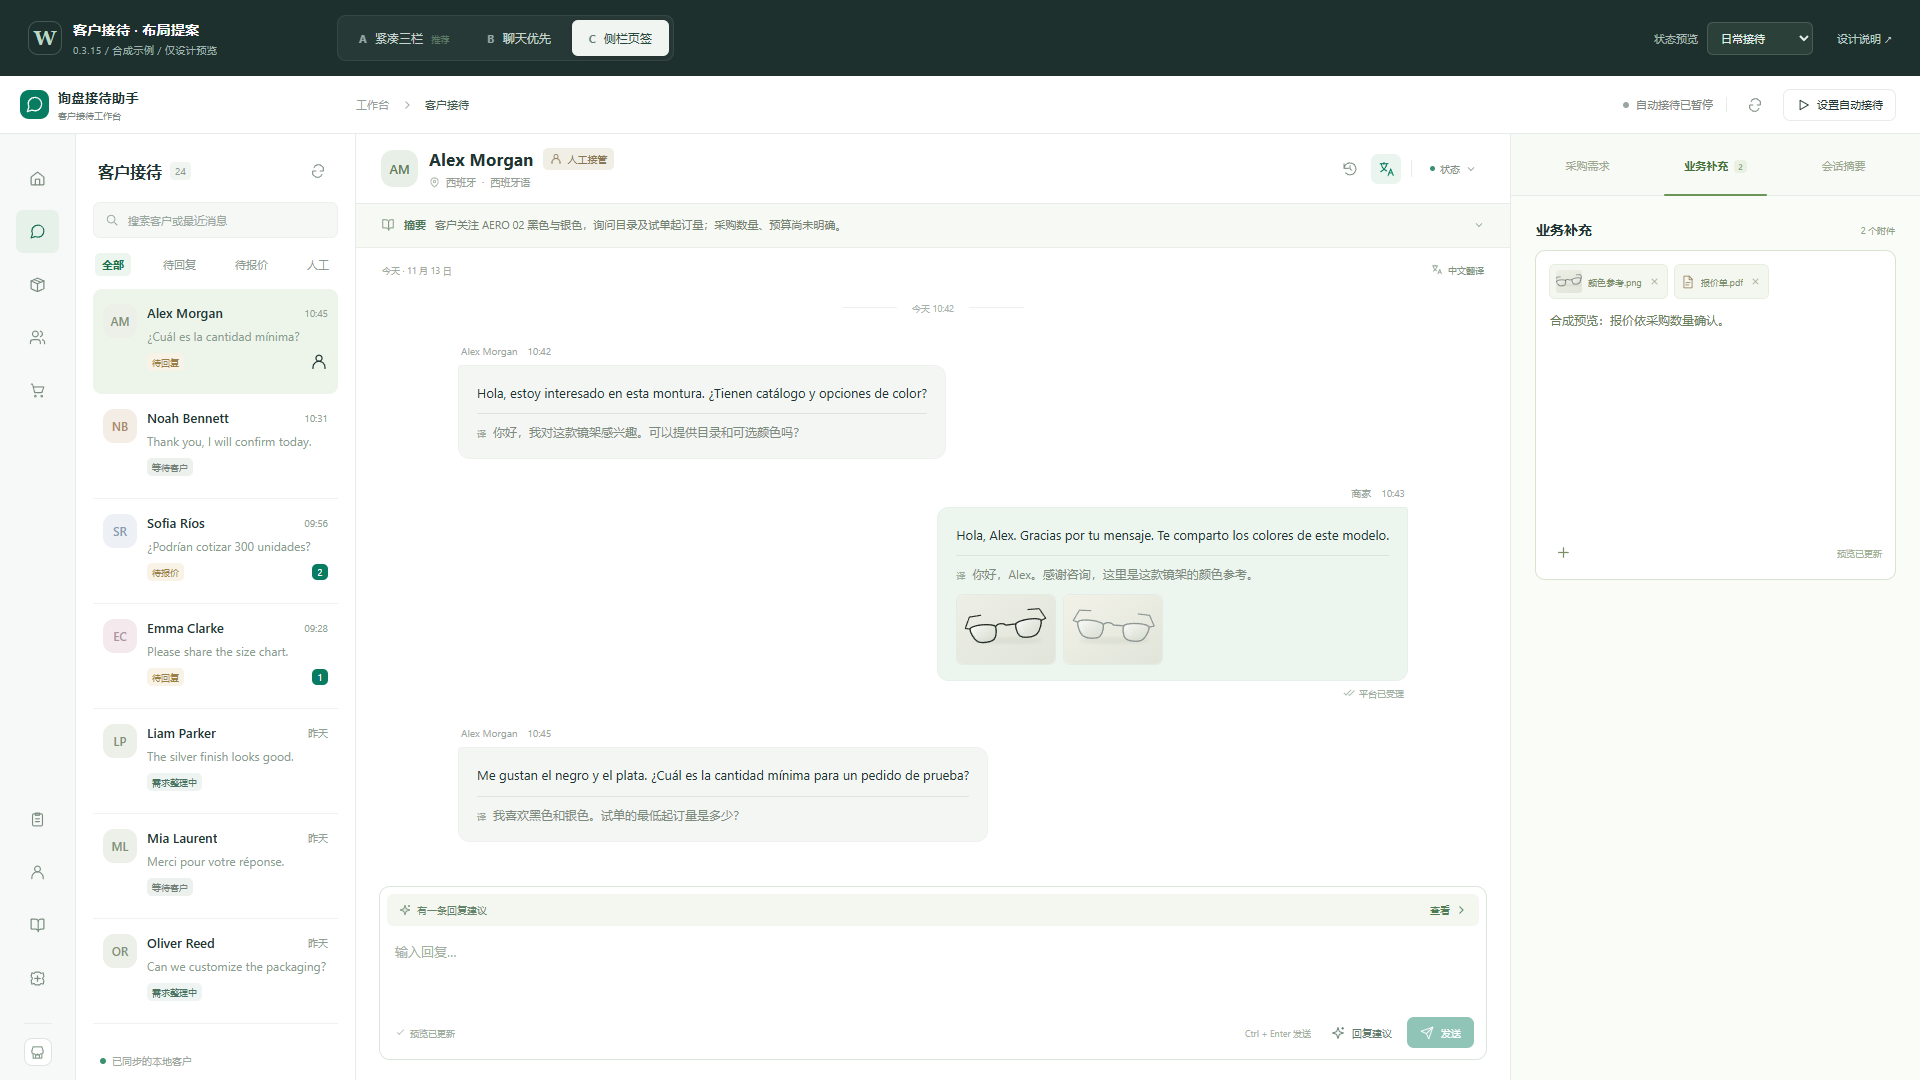 W
客户接待 · 布局提案
0.3.15 / 合成示例 / 仅设计预览
A 紧凑三栏 推荐
B 聊天优先
C 侧栏页签
状态预览
日常接待
设计说明 ↗
询盘接待助手
客户接待工作台
工作台 > 客户接待
自动接待已暂停
设置自动接待
客户接待 24
搜索客户或最近消息
全部 待回复 待报价 人工
AM
Alex Morgan 10:45
¿Cuál es la cantidad mínima?
待回复
NB
Noah Bennett 10:31
Thank you, I will confirm today.
等待客户
SR
Sofia Ríos 09:56
¿Podrían cotizar 300 unidades?
待报价 2
EC
Emma Clarke 09:28
Please share the size chart.
待回复 1
LP
Liam Parker 昨天
The silver finish looks good.
需求整理中
ML
Mia Laurent 昨天
Merci pour votre réponse.
等待客户
OR
Oliver Reed 昨天
Can we customize the packaging?
需求整理中
已同步的本地客户
AM
Alex Morgan 人工接管
西班牙 · 西班牙语
状态
摘要 客户关注 AERO 02 黑色与银色，询问目录及试单起订量；采购数量、预算尚未明确。
今天 · 11 月 13 日
中文翻译
今天 10:42
Alex Morgan 10:42
Hola, estoy interesado en esta montura. ¿Tienen catálogo y opciones de color?
译 你好，我对这款镜架感兴趣。可以提供目录和可选颜色吗？
商家 10:43
Hola, Alex. Gracias por tu mensaje. Te comparto los colores de este modelo.
译 你好，Alex。感谢咨询，这里是这款镜架的颜色参考。
平台已受理
Alex Morgan 10:45
Me gustan el negro y el plata. ¿Cuál es la cantidad mínima para un pedido de prueba?
译 我喜欢黑色和银色。试单的最低起订量是多少？
有一条回复建议
查看
输入回复...
预览已更新
Ctrl + Enter 发送
回复建议
发送
采购需求
业务补充 2
会话摘要
业务补充
2 个附件
颜色参考.png ×
报价单.pdf ×
合成预览：报价依采购数量确认。
+
预览已更新